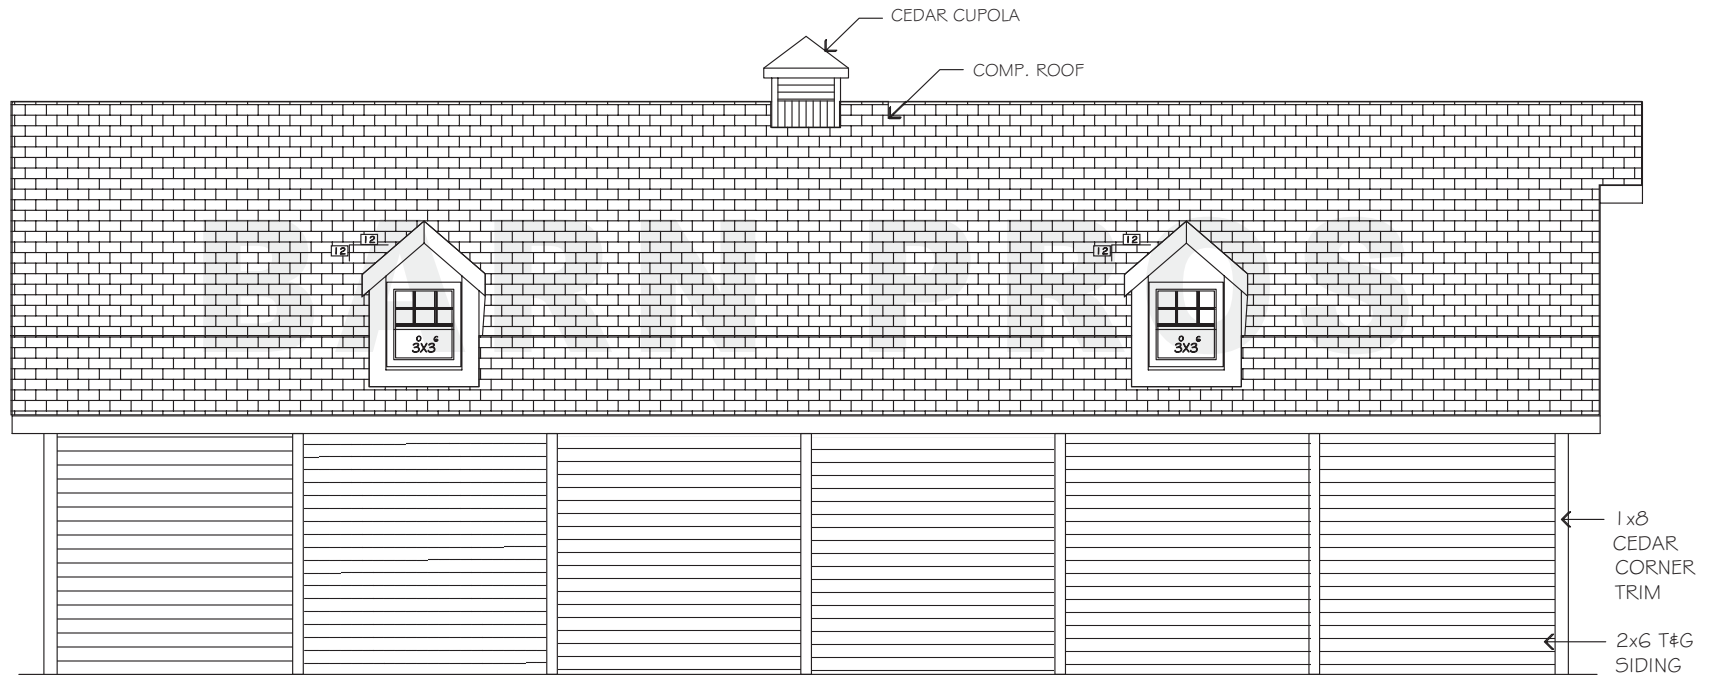 CEDAR CUPOLA
COMP. ROOF
BARN PROS
12
12
12
12
3⁰X3⁶
3⁰X3⁶
1x8
CEDAR
CORNER
TRIM
2x6 T&G
SIDING